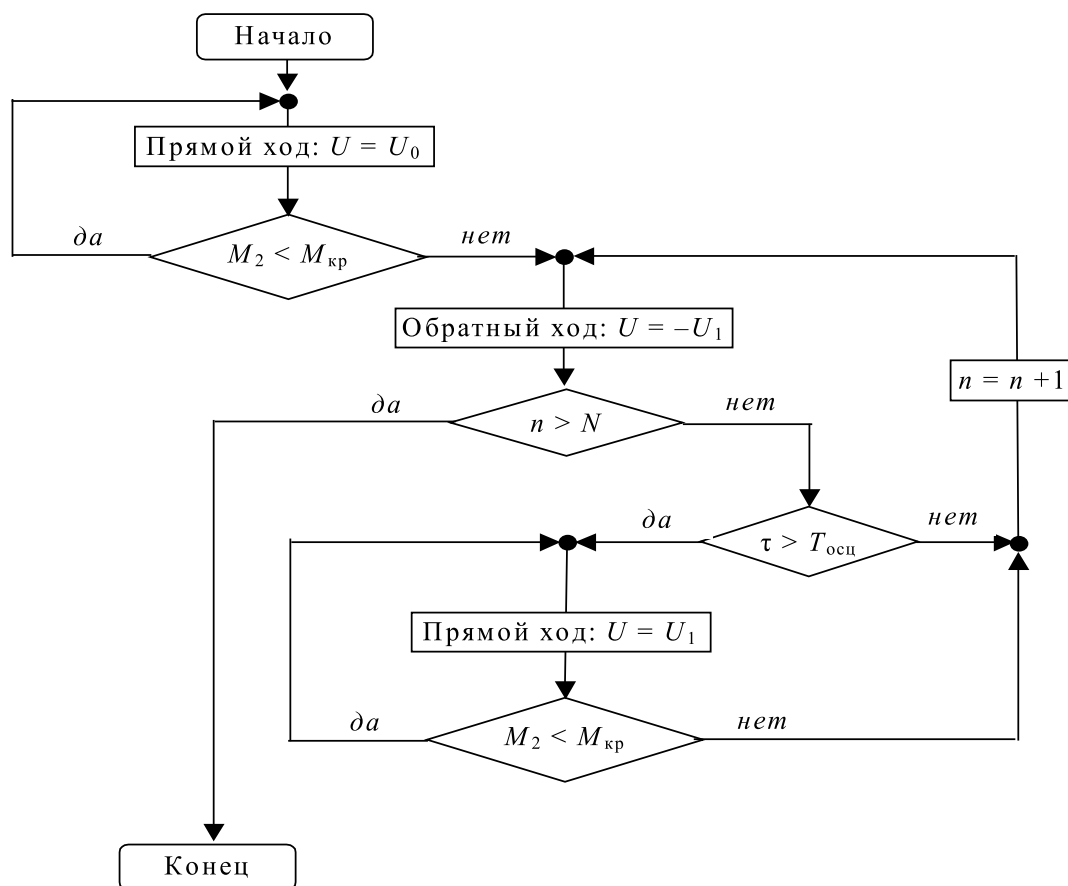 Начало
Прямой ход: U = U₀
да
M₂ < Mкр
нет
Обратный ход: U = –U₁
n = n +1
да
n > N
нет
да
τ > Tосц
нет
Прямой ход: U = U₁
да
M₂ < Mкр
нет
Конец